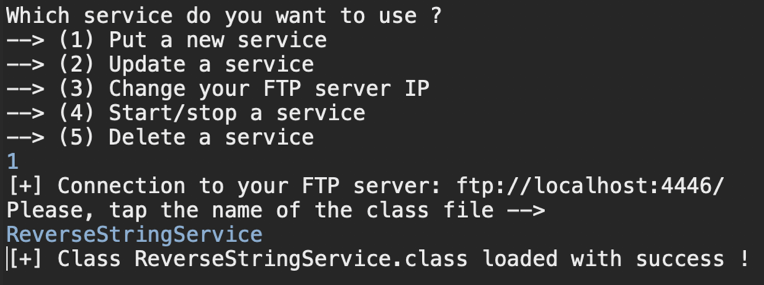 Which service do you want to use ?
--> (1) Put a new service
--> (2) Update a service
--> (3) Change your FTP server IP
--> (4) Start/stop a service
--> (5) Delete a service
1
[+] Connection to your FTP server: ftp://localhost:4446/
Please, tap the name of the class file -->
ReverseStringService
[+] Class ReverseStringService.class loaded with success !